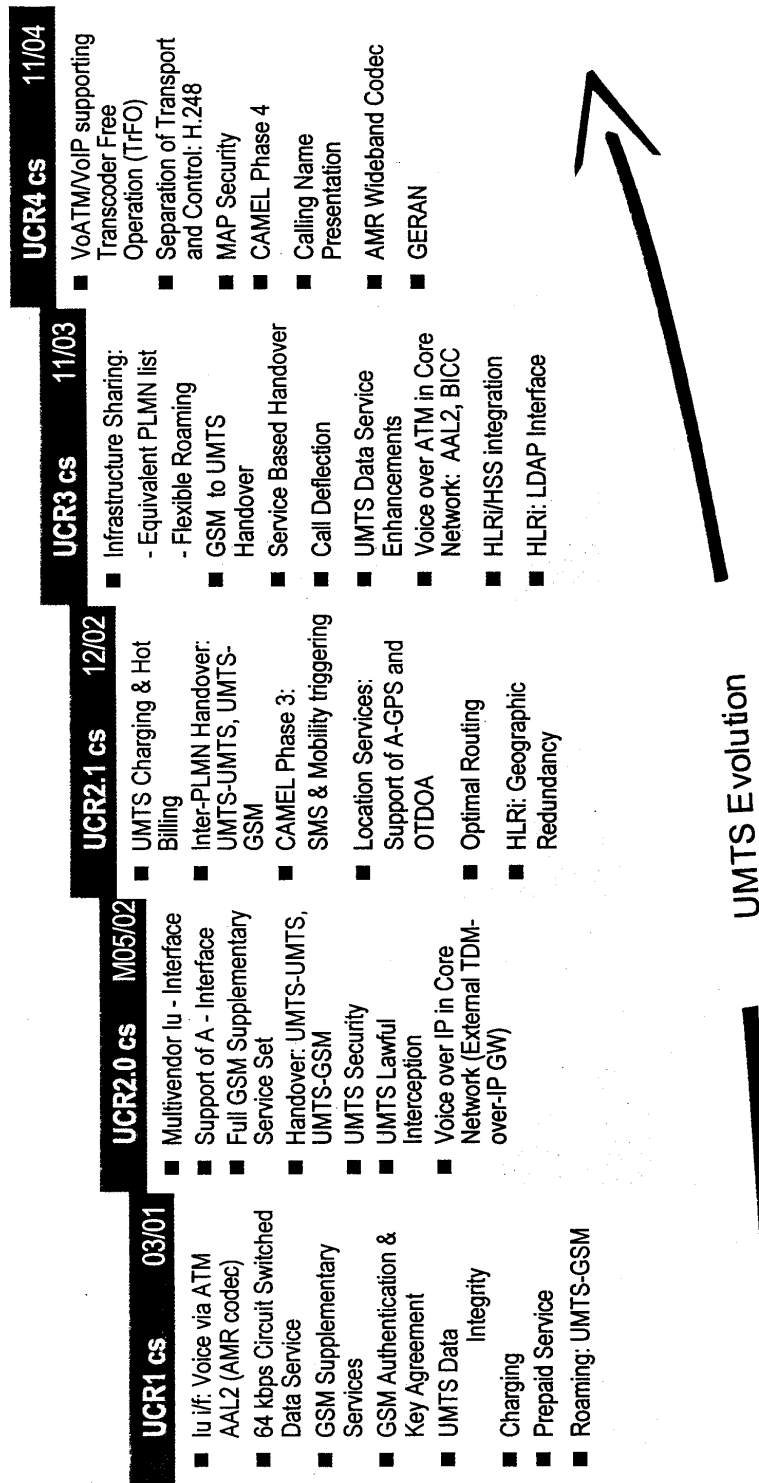 UCR1 cs 03/01
■ Iu i/f: Voice via ATM
AAL2 (AMR codec)
■ 64 kbps Circuit Switched
Data Service
■ GSM Supplementary
Services
■ GSM Authentication &
Key Agreement
■ UMTS Data
Integrity
■ Charging
■ Prepaid Service
■ Roaming: UMTS-GSM
UCR2.0 cs M05/02
■ Multivendor Iu - Interface
■ Support of A - Interface
■ Full GSM Supplementary
Service Set
■ Handover: UMTS-UMTS,
UMTS-GSM
■ UMTS Security
■ UMTS Lawful
Interception
■ Voice over IP in Core
Network (External TDM-
over-IP GW)
UCR2.1 cs 12/02
■ UMTS Charging & Hot
Billing
■ Inter-PLMN Handover:
UMTS-UMTS, UMTS-
GSM
■ CAMEL Phase 3:
SMS & Mobility triggering
■ Location Services:
Support of A-GPS and
OTDOA
■ Optimal Routing
■ HLRi: Geographic
Redundancy
UCR3 cs 11/03
■ Infrastructure Sharing:
- Equivalent PLMN list
- Flexible Roaming
■ GSM to UMTS
Handover
■ Service Based Handover
■ Call Deflection
■ UMTS Data Service
Enhancements
■ Voice over ATM in Core
Network: AAL2, BICC
■ HLRi/HSS integration
■ HLRi: LDAP Interface
UCR4 cs 11/04
■ VoATM/VoIP supporting
Transcoder Free
Operation (TrFO)
■ Separation of Transport
and Control: H.248
■ MAP Security
■ CAMEL Phase 4
■ Calling Name
Presentation
■ AMR Wideband Codec
■ GERAN
UMTS Evolution